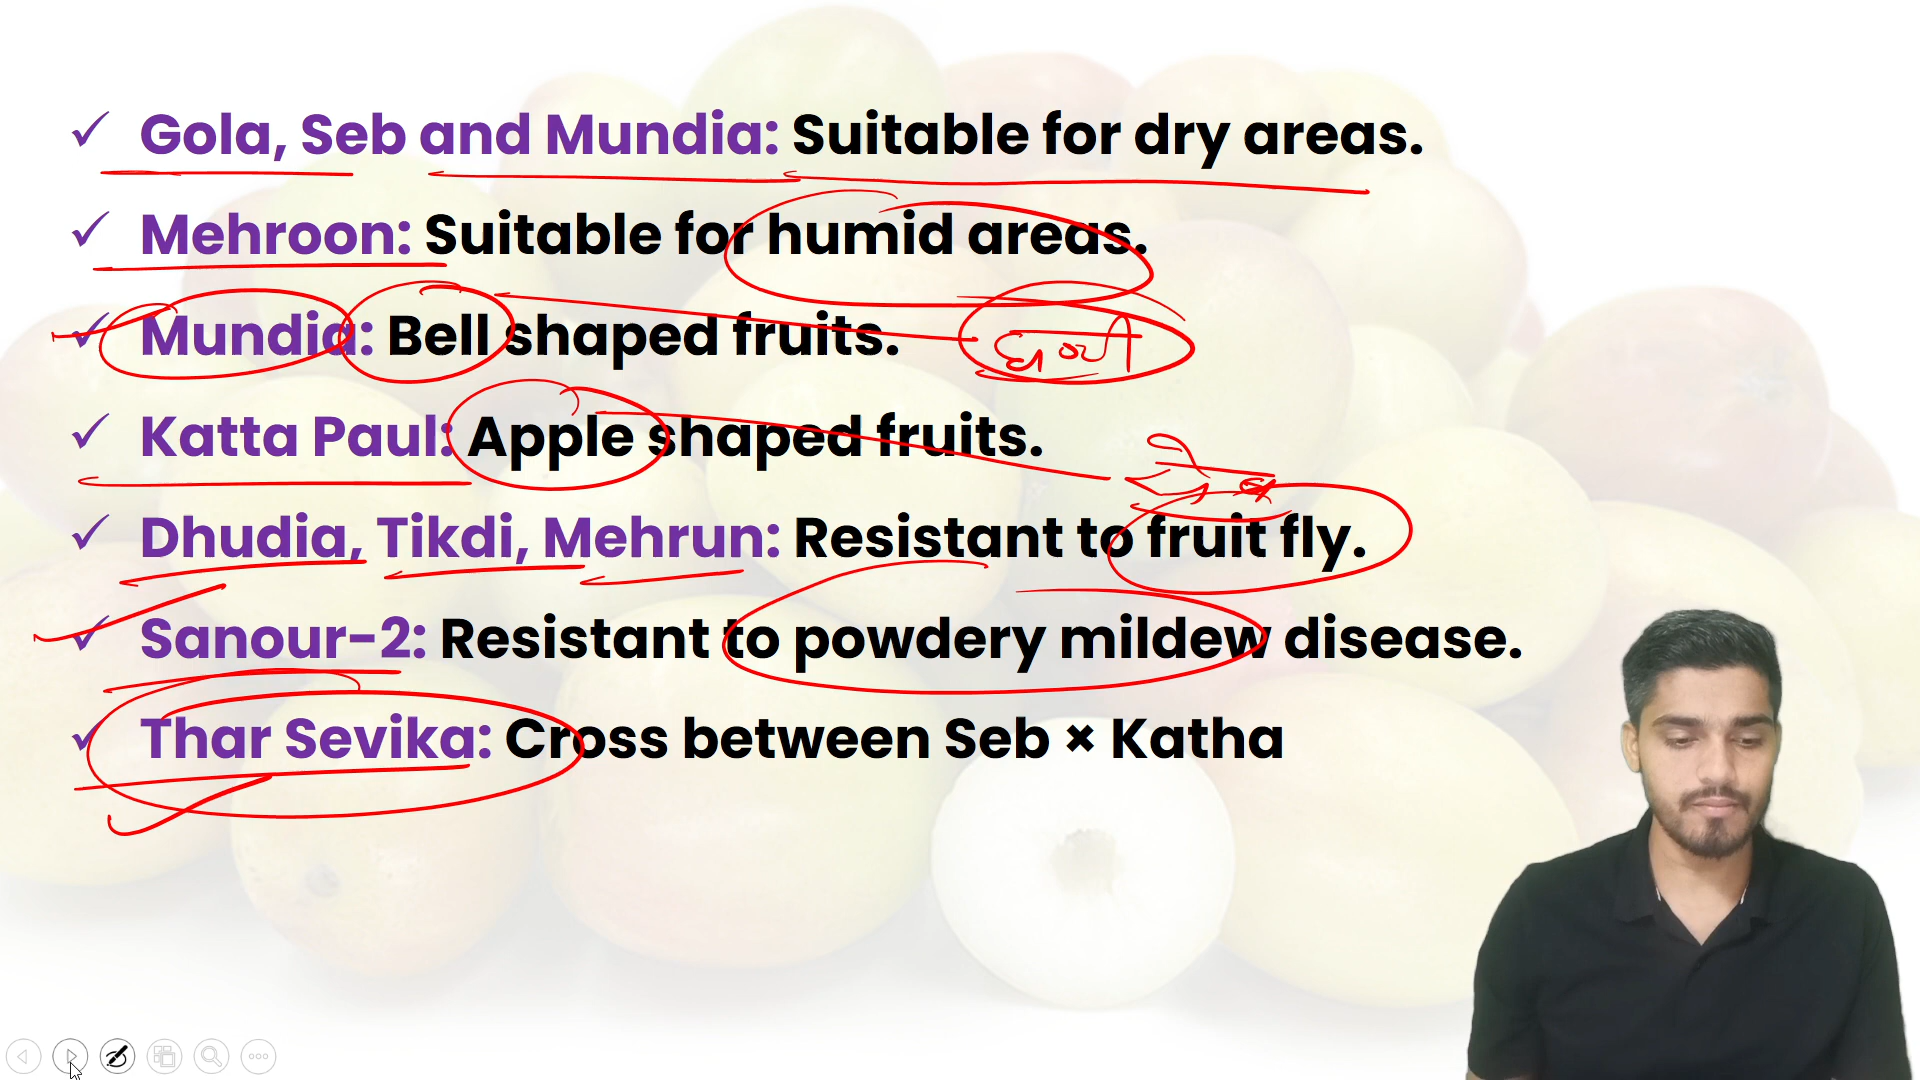 ✓ Gola, Seb and Mundia: Suitable for dry areas.
✓ Mehroon: Suitable for humid areas.
✓ Mundia: Bell shaped fruits.
✓ Katta Paul: Apple shaped fruits.
✓ Dhudia, Tikdi, Mehrun: Resistant to fruit fly.
✓ Sanour-2: Resistant to powdery mildew disease.
✓ Thar Sevika: Cross between Seb × Katha